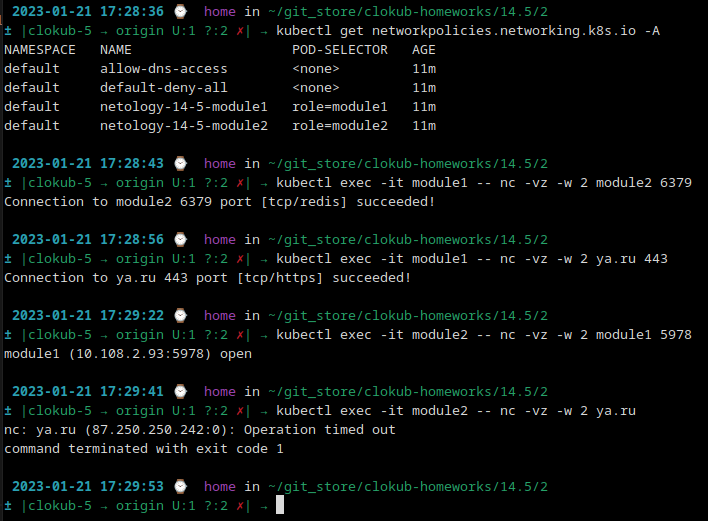 2023-01-21 17:28:36 ⌚ home in ~/git_store/clokub-homeworks/14.5/2
± |clokub-5 → origin U:1 ?:2 ✗| → kubectl get networkpolicies.networking.k8s.io -A
NAMESPACE   NAME                    POD-SELECTOR   AGE
default     allow-dns-access        <none>         11m
default     default-deny-all        <none>         11m
default     netology-14-5-module1   role=module1   11m
default     netology-14-5-module2   role=module2   11m
2023-01-21 17:28:43 ⌚ home in ~/git_store/clokub-homeworks/14.5/2
± |clokub-5 → origin U:1 ?:2 ✗| → kubectl exec -it module1 -- nc -vz -w 2 module2 6379
Connection to module2 6379 port [tcp/redis] succeeded!
2023-01-21 17:28:56 ⌚ home in ~/git_store/clokub-homeworks/14.5/2
± |clokub-5 → origin U:1 ?:2 ✗| → kubectl exec -it module1 -- nc -vz -w 2 ya.ru 443
Connection to ya.ru 443 port [tcp/https] succeeded!
2023-01-21 17:29:22 ⌚ home in ~/git_store/clokub-homeworks/14.5/2
± |clokub-5 → origin U:1 ?:2 ✗| → kubectl exec -it module2 -- nc -vz -w 2 module1 5978
module1 (10.108.2.93:5978) open
2023-01-21 17:29:41 ⌚ home in ~/git_store/clokub-homeworks/14.5/2
± |clokub-5 → origin U:1 ?:2 ✗| → kubectl exec -it module2 -- nc -vz -w 2 ya.ru
nc: ya.ru (87.250.250.242:0): Operation timed out
command terminated with exit code 1
2023-01-21 17:29:53 ⌚ home in ~/git_store/clokub-homeworks/14.5/2
± |clokub-5 → origin U:1 ?:2 ✗| →